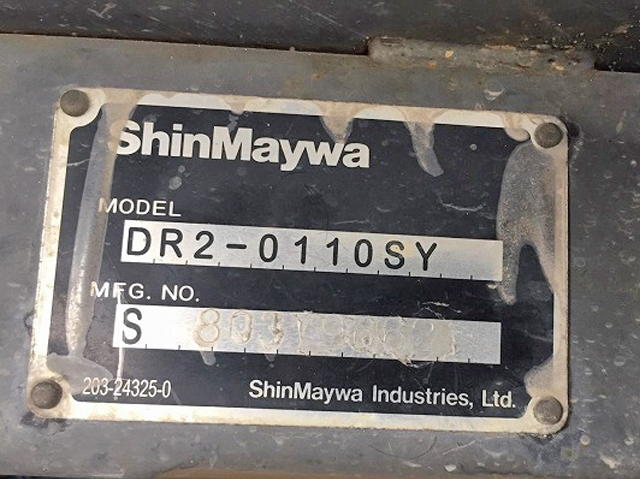 ShinMaywa
MODEL
DR2-0110SY
MFG. NO.
S
203-24325-0
ShinMaywa Industries, Ltd.